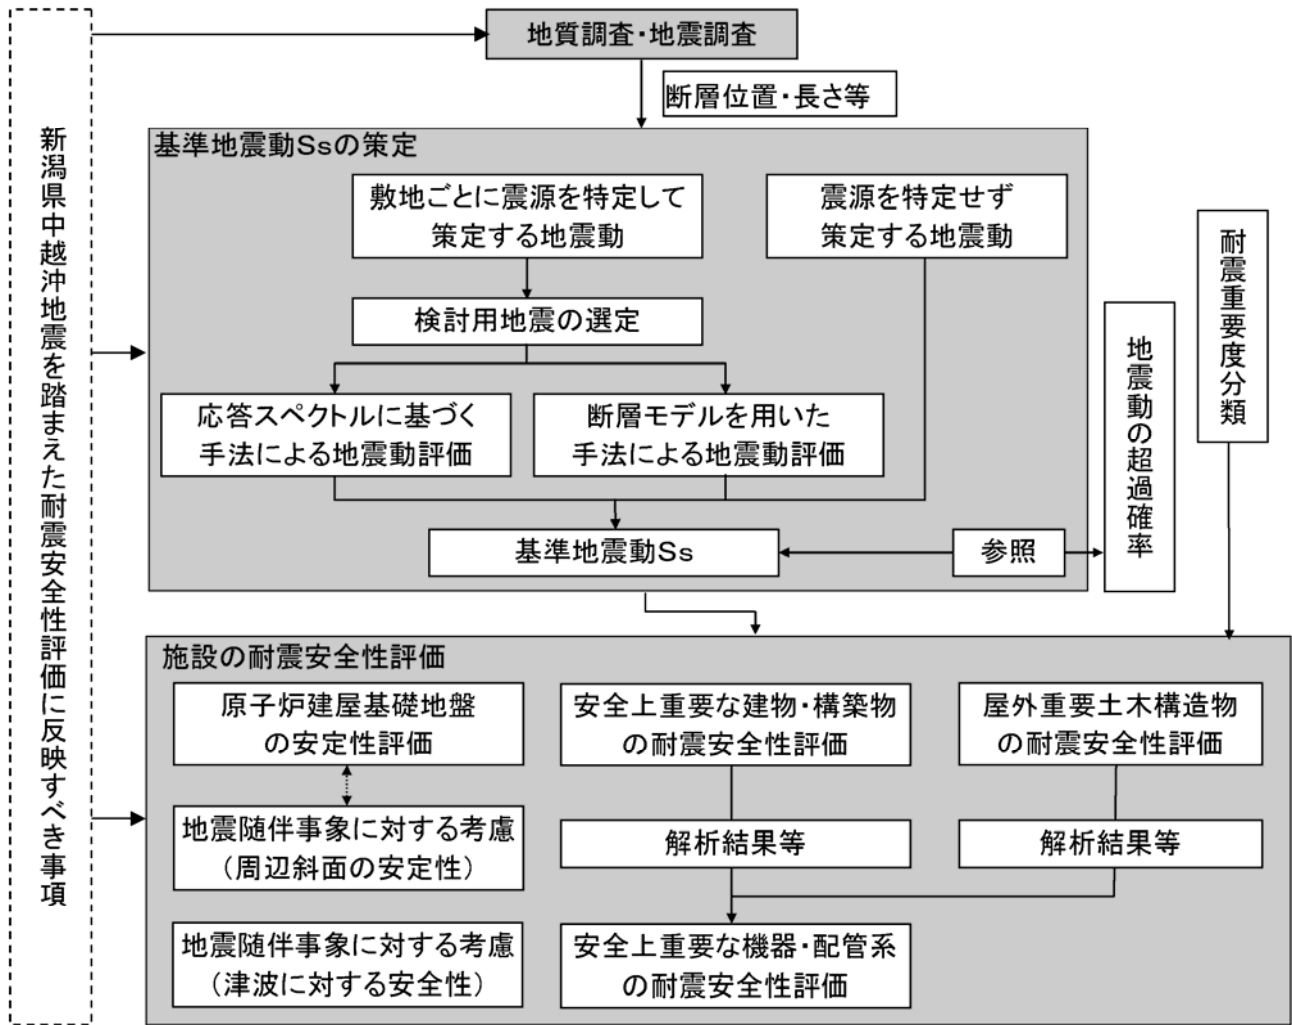 新潟県中越沖地震を踏まえた耐震安全性評価に反映すべき事項
地質調査・地震調査
断層位置・長さ等
基準地震動Ssの策定
敷地ごとに震源を特定して
策定する地震動
震源を特定せず
策定する地震動
検討用地震の選定
応答スペクトルに基づく
手法による地震動評価
断層モデルを用いた
手法による地震動評価
基準地震動Ss
参照
地震動の超過確率
耐震重要度分類
施設の耐震安全性評価
原子炉建屋基礎地盤
の安定性評価
安全上重要な建物・構築物
の耐震安全性評価
屋外重要土木構造物
の耐震安全性評価
地震随伴事象に対する考慮
（周辺斜面の安定性）
解析結果等
解析結果等
地震随伴事象に対する考慮
（津波に対する安全性）
安全上重要な機器・配管系
の耐震安全性評価